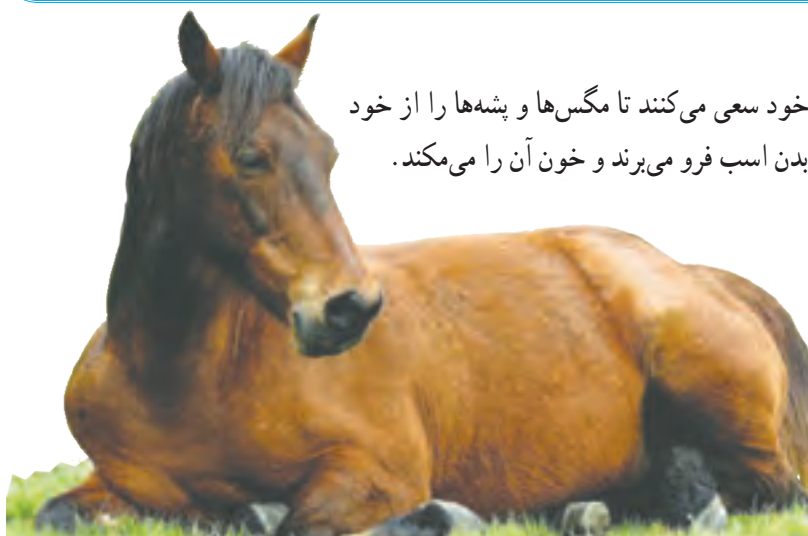 خود سعی می‌کنند تا مگس‌ها و پشه‌ها را از خود
بدن اسب فرو می‌برند و خون آن را می‌مکند.